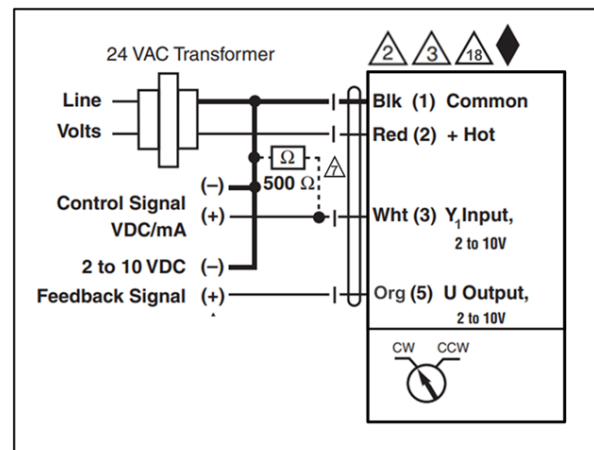 24 VAC Transformer
2 3 18
Line
Volts
Blk (1) Common
Red (2) + Hot
Ω
7
500 Ω
(–)
Control Signal (+)
VDC/mA
Wht (3) Y1Input,
2 to 10V
2 to 10 VDC (–)
Feedback Signal (+)
Org (5) U Output,
2 to 10V
CW CCW